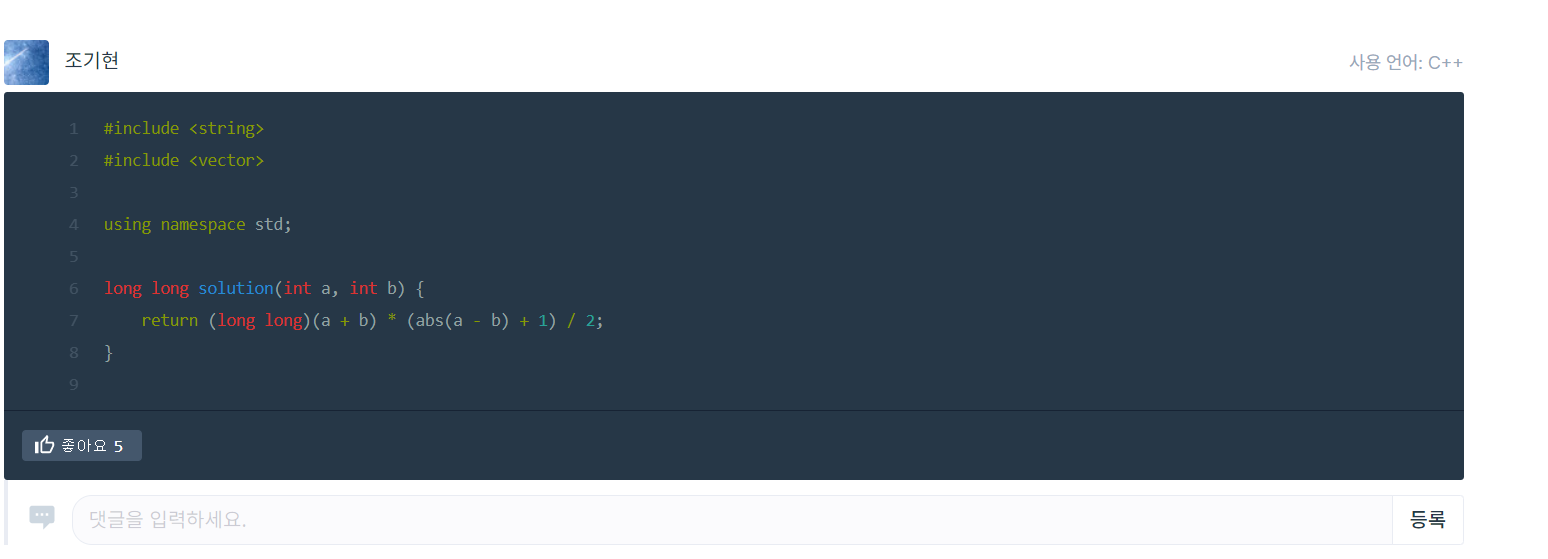 조기현
사용 언어: C++
1 #include <string>
2 #include <vector>
3
4 using namespace std;
5
6 long long solution(int a, int b) {
7     return (long long)(a + b) * (abs(a - b) + 1) / 2;
8 }
9
좋아요 5
댓글을 입력하세요.
등록